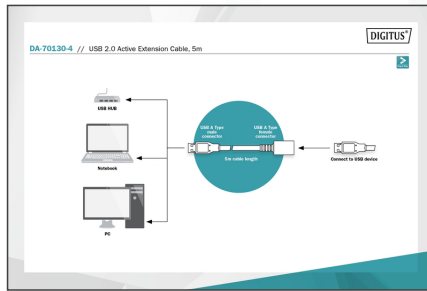 DIGITUS®
DA-70130-4 // USB 2.0 Active Extension Cable, 5m
USB HUB
USB A Type
male
connector
USB A Type
female
connector
5m cable length
Connect to USB device
Notebook
PC